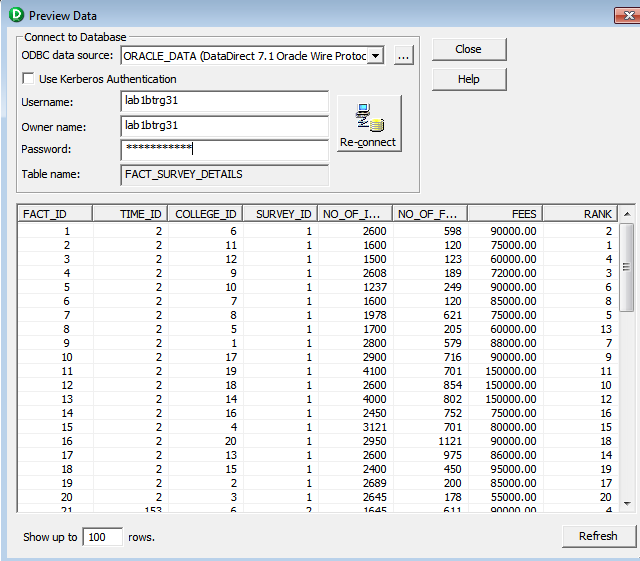 Preview Data
Connect to Database
ODBC data source: ORACLE_DATA (DataDirect 7.1 Oracle Wire Protoc ...
Close
Use Kerberos Authentication
Help
Username: lab1btrg31
Owner name: lab1btrg31
Password: ***********
Re-connect
Table name: FACT_SURVEY_DETAILS
FACT_ID TIME_ID COLLEGE_ID SURVEY_ID NO_OF_I... NO_OF_F... FEES RANK
1 2 6 1 2600 598 90000.00 2
2 2 11 1 1600 120 75000.00 1
3 2 12 1 1500 123 60000.00 4
4 2 9 1 2608 189 72000.00 3
5 2 10 1 1237 249 90000.00 6
6 2 7 1 1600 120 85000.00 8
7 2 8 1 1978 621 75000.00 5
8 2 5 1 1700 205 60000.00 13
9 2 1 1 2800 579 88000.00 7
10 2 17 1 2900 716 90000.00 9
11 2 19 1 4100 701 150000.00 11
12 2 18 1 2600 854 150000.00 10
13 2 14 1 4000 802 150000.00 12
14 2 16 1 2450 752 75000.00 16
15 2 4 1 3121 701 80000.00 15
16 2 20 1 2950 1121 90000.00 18
17 2 13 1 2600 975 86000.00 14
18 2 15 1 2400 450 95000.00 19
19 2 2 1 2689 200 85000.00 17
20 2 3 1 2645 178 55000.00 20
21 153 6 2 1645 611 90000.00 4
Show up to 100 rows.
Refresh